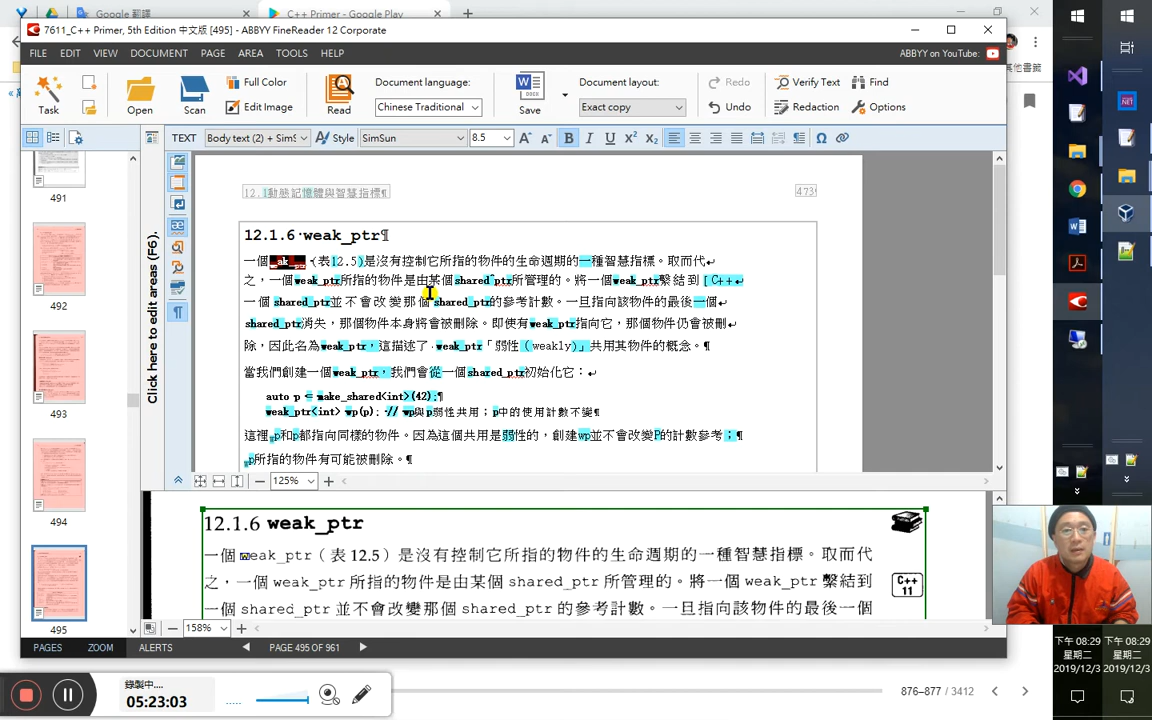 Google 翻譯
C++ Primer - Google Play
7611_C++ Primer, 5th Edition 中文版 [495] - ABBYY FineReader 12 Corporate
FILE EDIT VIEW DOCUMENT PAGE AREA TOOLS HELP
ABBYY on YouTube:
Task
Open
Scan
Full Color
Edit Image
Read
Document language:
Chinese Traditional
Save
Document layout:
Exact copy
Redo
Undo
Verify Text
Redaction
Find
Options
其他書籤
TEXT Body text (2) + SimS Style SimSun 8.5
491
492
493
494
495
Click here to edit areas (F6).
12.1動態記憶體與智慧指標¶
473
12.1.6·weak_ptr¶
一個 eak_ptr (表12.5)是沒有控制它所指的物件的生命週期的一種智慧指標。取而代
之，一個weak_ptr所指的物件是由某個shared^ptr所管理的。將一個weak_ptr繫結到[C++
一個 shared_ptr並不會改變那個shared_ptr的參考計數。一旦指向該物件的最後一個
shared_ptr消失，那個物件本身將會被刪除。即使有weak_ptr指向它，那個物件仍會被刪
除，因此名為weak_ptr，這描述了·weak_ptr「弱性（weakly)」共用其物件的概念。¶
當我們創建一個weak_ptr，我們會從一個shared_ptr初始化它：
auto p = make_shared<int>(42);¶
weak_ptr<int> wp(p); // wp與p弱性共用；p中的使用計數不變¶
這裡wp和p都指向同樣的物件。因為這個共用是弱性的，創建wp並不會改變P的計數參考；¶
wp所指的物件有可能被刪除。¶
125%
12.1.6 weak_ptr
一個 weak_ptr（表 12.5）是沒有控制它所指的物件的生命週期的一種智慧指標。取而代
之，一個 weak_ptr 所指的物件是由某個 shared_ptr 所管理的。將一個 weak_ptr 繫結到
C++
11
一個 shared_ptr 並不會改變那個 shared_ptr 的參考計數。一旦指向該物件的最後一個
158%
PAGES ZOOM ALERTS PAGE 495 OF 961
錄製中...
05:23:03
876–877 / 3412
下午 08:29 下午 08:29
星期二 星期二
2019/12/3 2019/12/3